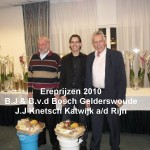 Ereprijzen 2010
B.J & B.v.d Bosch Gelderswoude
J.J Knetsch Katwijk a/d Rijn